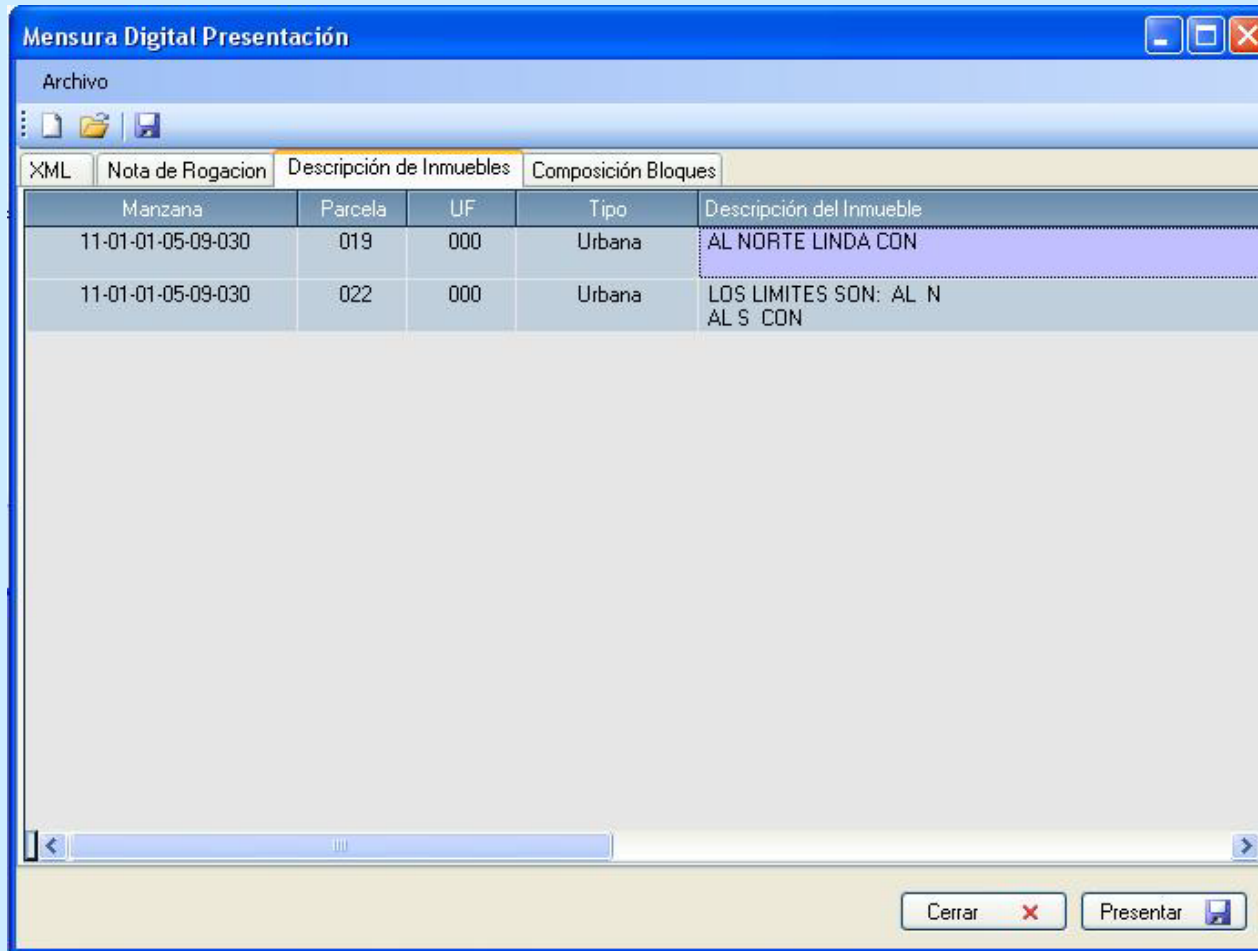 Mensura Digital Presentación
Archivo
XML Nota de Rogacion Descripción de Inmuebles Composición Bloques
Manzana Parcela UF Tipo Descripción del Inmueble
11-01-01-05-09-030 019 000 Urbana AL NORTE LINDA CON
11-01-01-05-09-030 022 000 Urbana LOS LIMITES SON: AL N
AL S CON
Cerrar Presentar